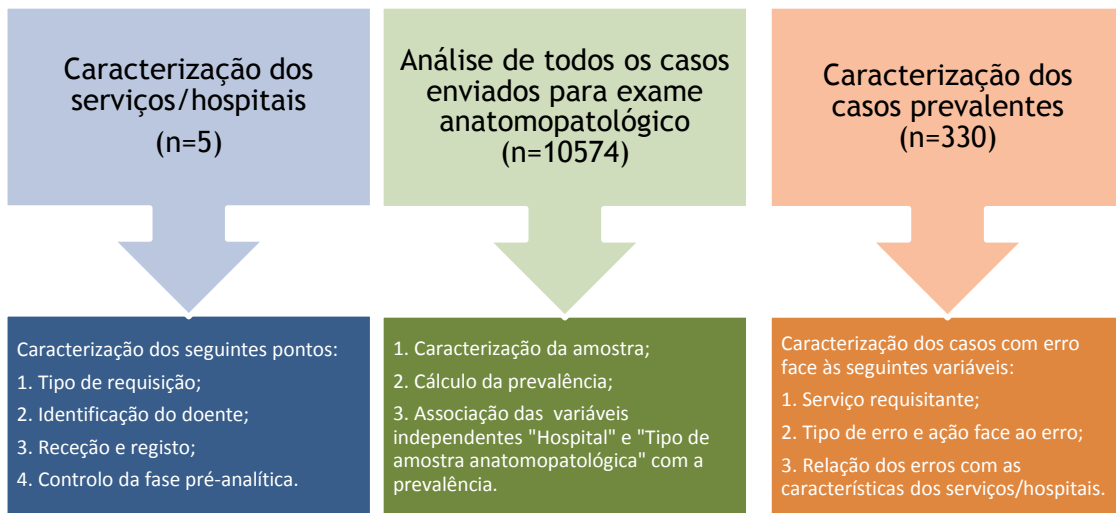 Caracterização dos
serviços/hospitais
(n=5)
Análise de todos os casos
enviados para exame
anatomopatológico
(n=10574)
Caracterização dos
casos prevalentes
(n=330)
Caracterização dos seguintes pontos:
1. Tipo de requisição;
2. Identificação do doente;
3. Receção e registo;
4. Controlo da fase pré-analítica.
1. Caracterização da amostra;
2. Cálculo da prevalência;
3. Associação das variáveis
independentes "Hospital" e "Tipo de
amostra anatomopatológica" com a
prevalência.
Caracterização dos casos com erro
face às seguintes variáveis:
1. Serviço requisitante;
2. Tipo de erro e ação face ao erro;
3. Relação dos erros com as
características dos serviços/hospitais.